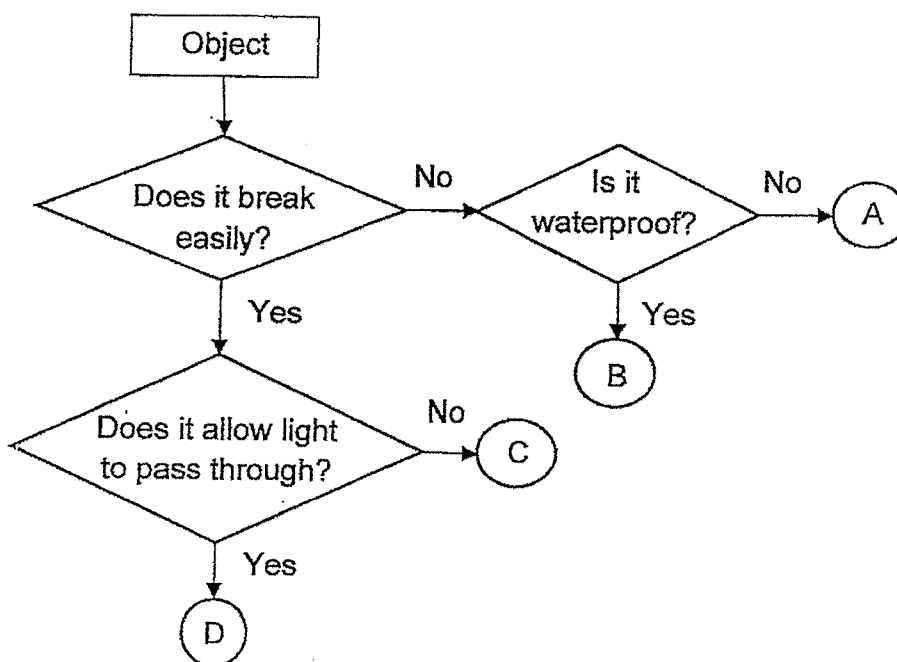 Object
Does it break
easily?
No
Is it
waterproof?
No
A
Yes
Yes
B
Does it allow light
to pass through?
No
C
Yes
D